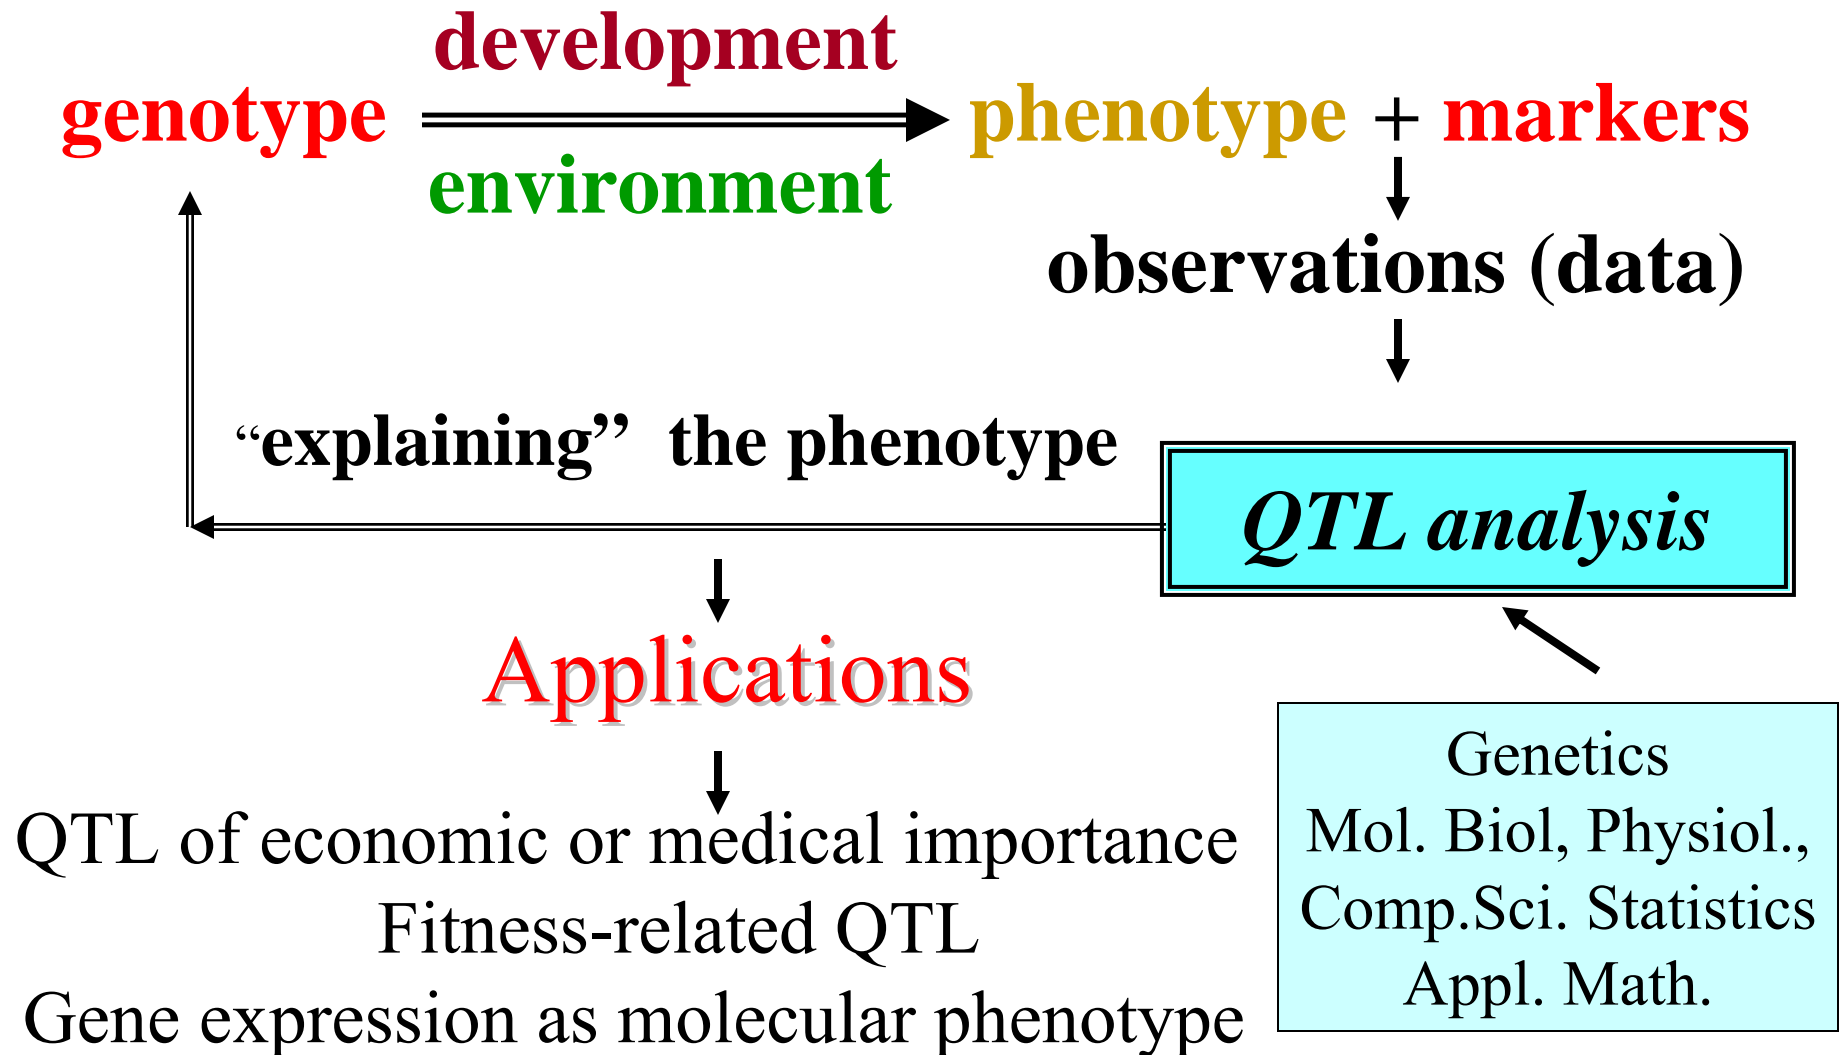 development
genotype phenotype + markers
environment
observations (data)
“explaining” the phenotype
QTL analysis
Applications
QTL of economic or medical importance
Fitness-related QTL
Gene expression as molecular phenotype
Genetics
Mol. Biol, Physiol.,
Comp.Sci. Statistics
Appl. Math.